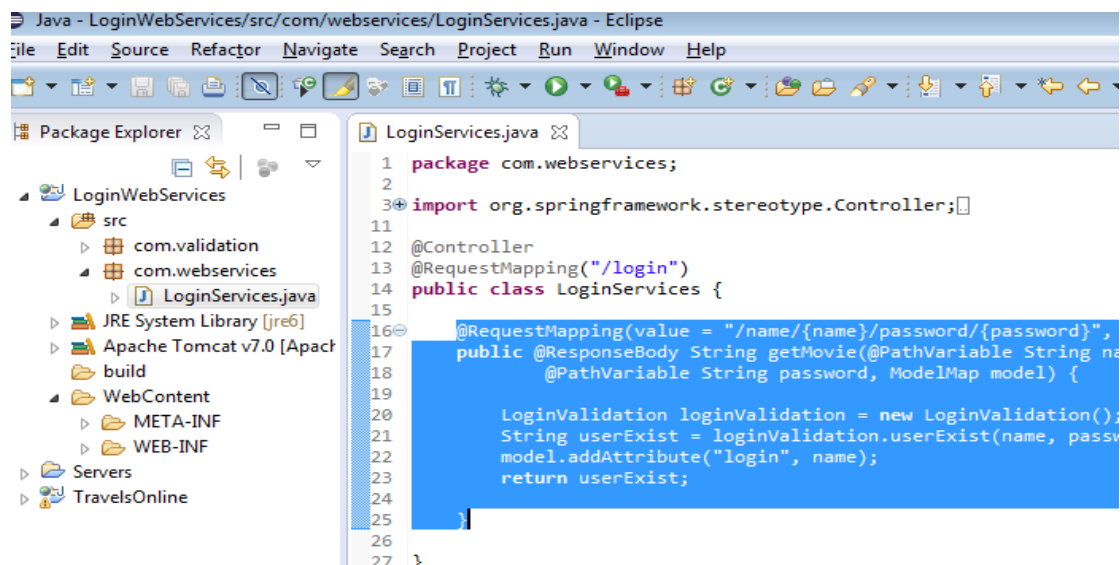 Java - LoginWebServices/src/com/webservices/LoginServices.java - Eclipse
File Edit Source Refactor Navigate Search Project Run Window Help
Package Explorer
LoginServices.java
LoginWebServices
src
com.validation
com.webservices
LoginServices.java
JRE System Library [jre6]
Apache Tomcat v7.0 [Apach
build
WebContent
META-INF
WEB-INF
Servers
TravelsOnline
1 package com.webservices;
2
3 import org.springframework.stereotype.Controller;
11
12 @Controller
13 @RequestMapping("/login")
14 public class LoginServices {
15
16 @RequestMapping(value = "/name/{name}/password/{password}",
17 public @ResponseBody String getMovie(@PathVariable String na
18 @PathVariable String password, ModelMap model) {
19
20 LoginValidation loginValidation = new LoginValidation();
21 String userExist = loginValidation.userExist(name, passw
22 model.addAttribute("login", name);
23 return userExist;
24
25 }
26
27 }